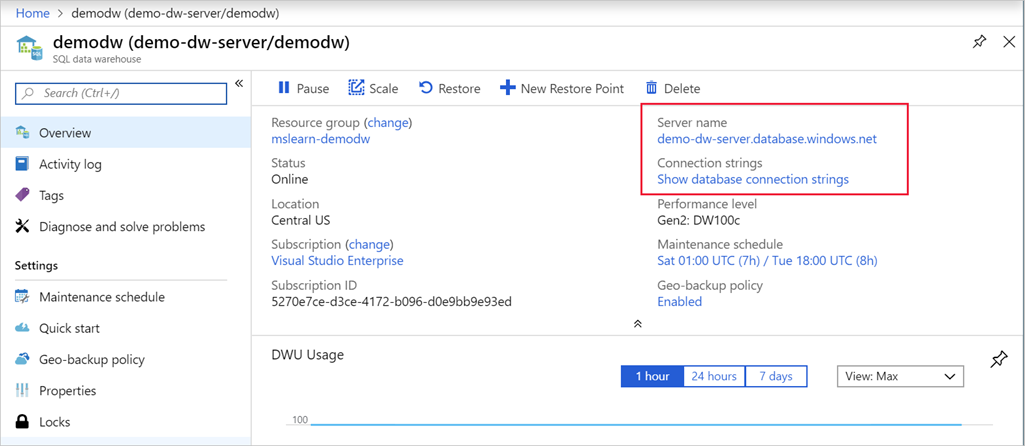 Home > demodw (demo-dw-server/demodw)
demodw (demo-dw-server/demodw)
SQL data warehouse
Search (Ctrl+/)
«
Overview
Activity log
Tags
Diagnose and solve problems
Settings
Maintenance schedule
Quick start
Geo-backup policy
Properties
Locks
Pause Scale Restore New Restore Point Delete
Resource group (change)
mslearn-demodw
Status
Online
Location
Central US
Subscription (change)
Visual Studio Enterprise
Subscription ID
5270e7ce-d3ce-4172-b096-d0e9bb9e93ed
Server name
demo-dw-server.database.windows.net
Connection strings
Show database connection strings
Performance level
Gen2: DW100c
Maintenance schedule
Sat 01:00 UTC (7h) / Tue 18:00 UTC (8h)
Geo-backup policy
Enabled
DWU Usage
1 hour 24 hours 7 days
View: Max
100